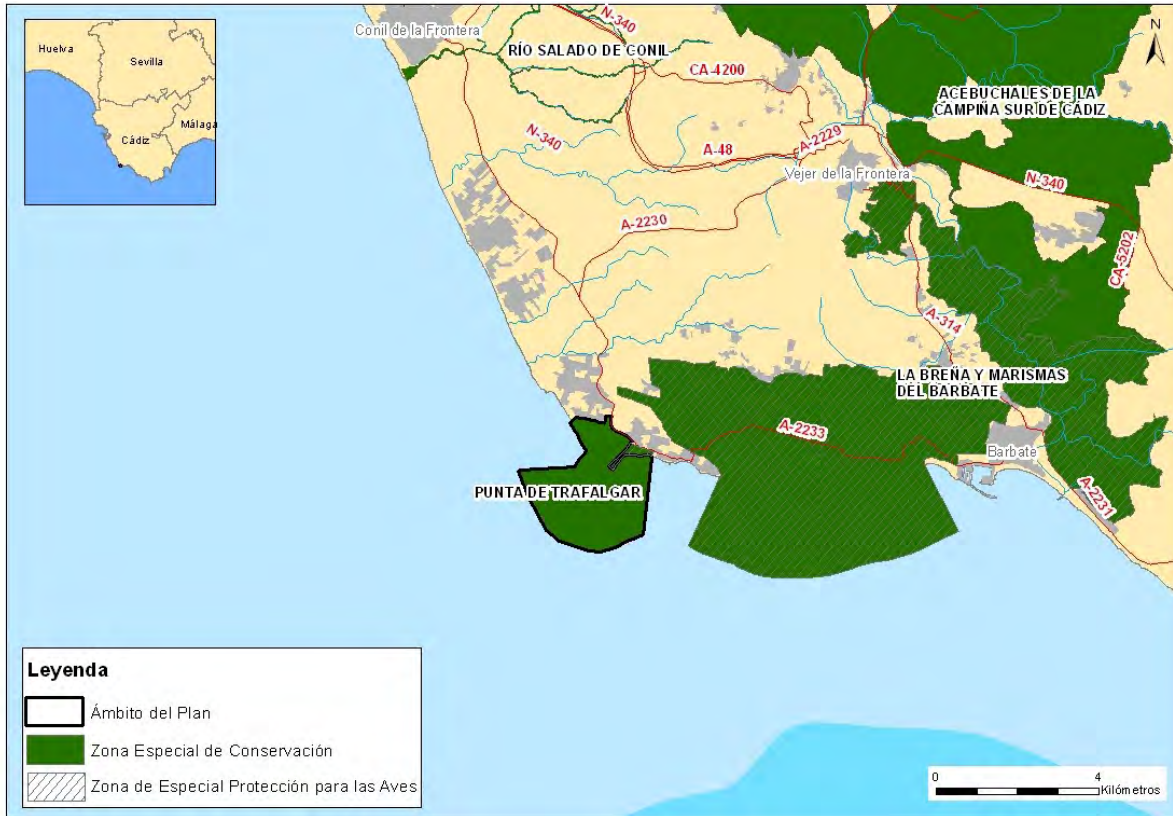 Huelva
Sevilla
Cádiz
Málaga
Conil de la Frontera
N-340
N
RÍO SALADO DE CONIL
CA-4200
ACEBUCHALES DE LA
CAMPIÑA SUR DE CÁDIZ
N-340
A-48
A-2229
Vejer de la Frontera
N-340
A-2230
CA-5202
A-314
LA BREÑA Y MARISMAS
DEL BARBATE
A-2233
Barbate
PUNTA DE TRAFALGAR
A-2231
Leyenda
Ámbito del Plan
Zona Especial de Conservación
Zona de Especial Protección para las Aves
0 4
Kilómetros